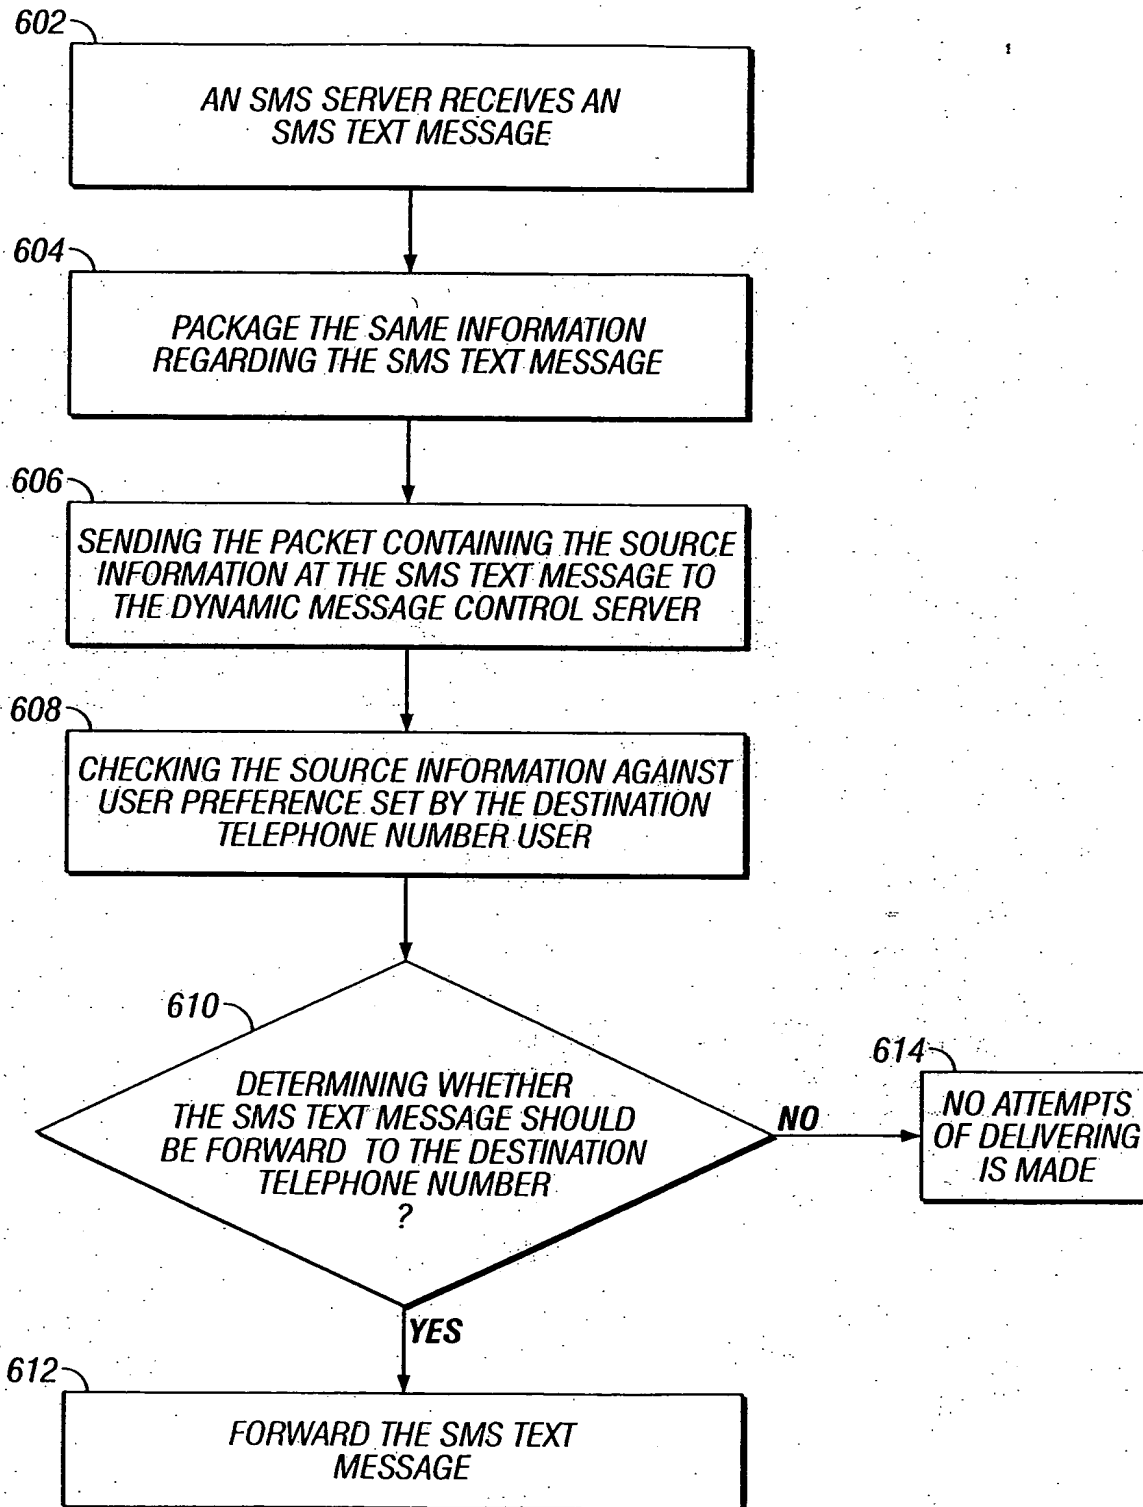 602
AN SMS SERVER RECEIVES AN
SMS TEXT MESSAGE
604
PACKAGE THE SAME INFORMATION
REGARDING THE SMS TEXT MESSAGE
606
SENDING THE PACKET CONTAINING THE SOURCE
INFORMATION AT THE SMS TEXT MESSAGE TO
THE DYNAMIC MESSAGE CONTROL SERVER
608
CHECKING THE SOURCE INFORMATION AGAINST
USER PREFERENCE SET BY THE DESTINATION
TELEPHONE NUMBER USER
610
DETERMINING WHETHER
THE SMS TEXT MESSAGE SHOULD
BE FORWARD TO THE DESTINATION
TELEPHONE NUMBER
?
NO
614
NO ATTEMPTS
OF DELIVERING
IS MADE
YES
612
FORWARD THE SMS TEXT
MESSAGE